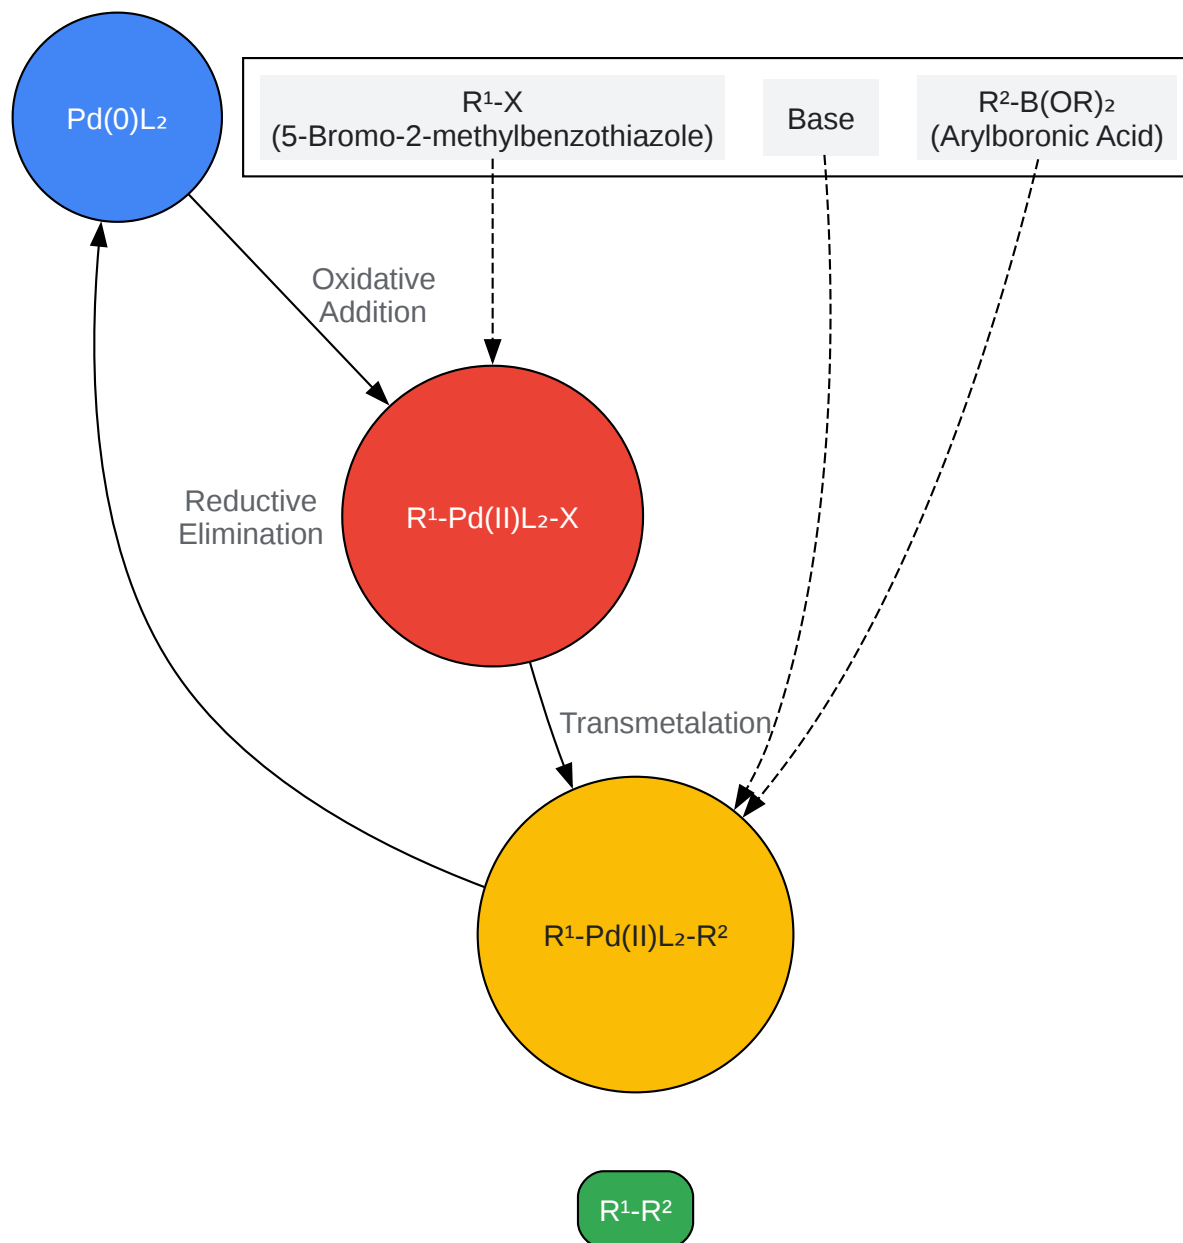 Pd(0)L₂
R¹-X
(5-Bromo-2-methylbenzothiazole)
Base
R²-B(OR)₂
(Arylboronic Acid)
Oxidative
Addition
Reductive
Elimination
R¹-Pd(II)L₂-X
Transmetalation
R¹-Pd(II)L₂-R²
R¹-R²